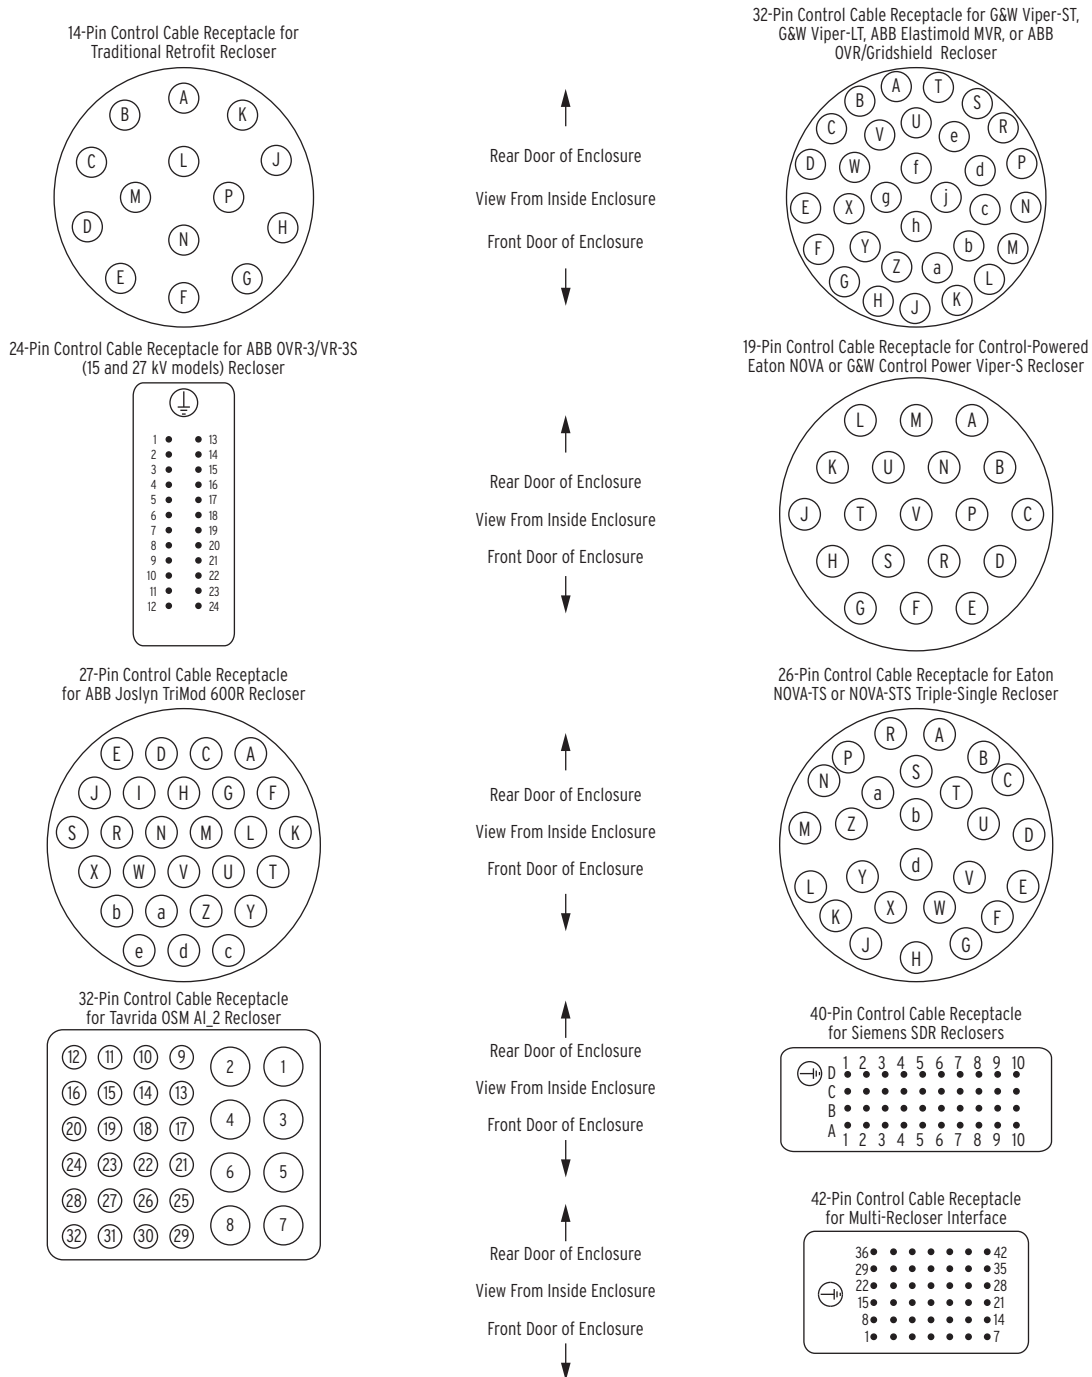 14-Pin Control Cable Receptacle for
Traditional Retrofit Recloser
A
B K
C L J
M P
D H
N
E G
F
Rear Door of Enclosure
View From Inside Enclosure
Front Door of Enclosure
32-Pin Control Cable Receptacle for G&W Viper-ST,
G&W Viper-LT, ABB Elastimold MVR, or ABB
OVR/Gridshield Recloser
A T
B S
C V U e R
D W f d P
E X g j c N
h
F Y b M
G Z a L
H J K
24-Pin Control Cable Receptacle for ABB OVR-3/VR-3S
(15 and 27 kV models) Recloser
1 13
2 14
3 15
4 16
5 17
6 18
7 19
8 20
9 21
10 22
11 23
12 24
Rear Door of Enclosure
View From Inside Enclosure
Front Door of Enclosure
19-Pin Control Cable Receptacle for Control-Powered
Eaton NOVA or G&W Control Power Viper-S Recloser
L M A
K U N B
J T V P C
H S R D
G F E
27-Pin Control Cable Receptacle
for ABB Joslyn TriMod 600R Recloser
E D C A
J I H G F
S R N M L K
X W V U T
b a Z Y
e d c
Rear Door of Enclosure
View From Inside Enclosure
Front Door of Enclosure
26-Pin Control Cable Receptacle for Eaton
NOVA-TS or NOVA-STS Triple-Single Recloser
R A
P B
N S C
a T
M Z b U D
d
L Y V E
K X W F
J G
H
32-Pin Control Cable Receptacle
for Tavrida OSM Al_2 Recloser
12 11 10 9 2 1
16 15 14 13
20 19 18 17 4 3
24 23 22 21 6 5
28 27 26 25
32 31 30 29 8 7
Rear Door of Enclosure
View From Inside Enclosure
Front Door of Enclosure
40-Pin Control Cable Receptacle
for Siemens SDR Reclosers
1 2 3 4 5 6 7 8 9 10
D
C
B
A
1 2 3 4 5 6 7 8 9 10
Rear Door of Enclosure
View From Inside Enclosure
Front Door of Enclosure
42-Pin Control Cable Receptacle
for Multi-Recloser Interface
36 42
29 35
22 28
15 21
8 14
1 7